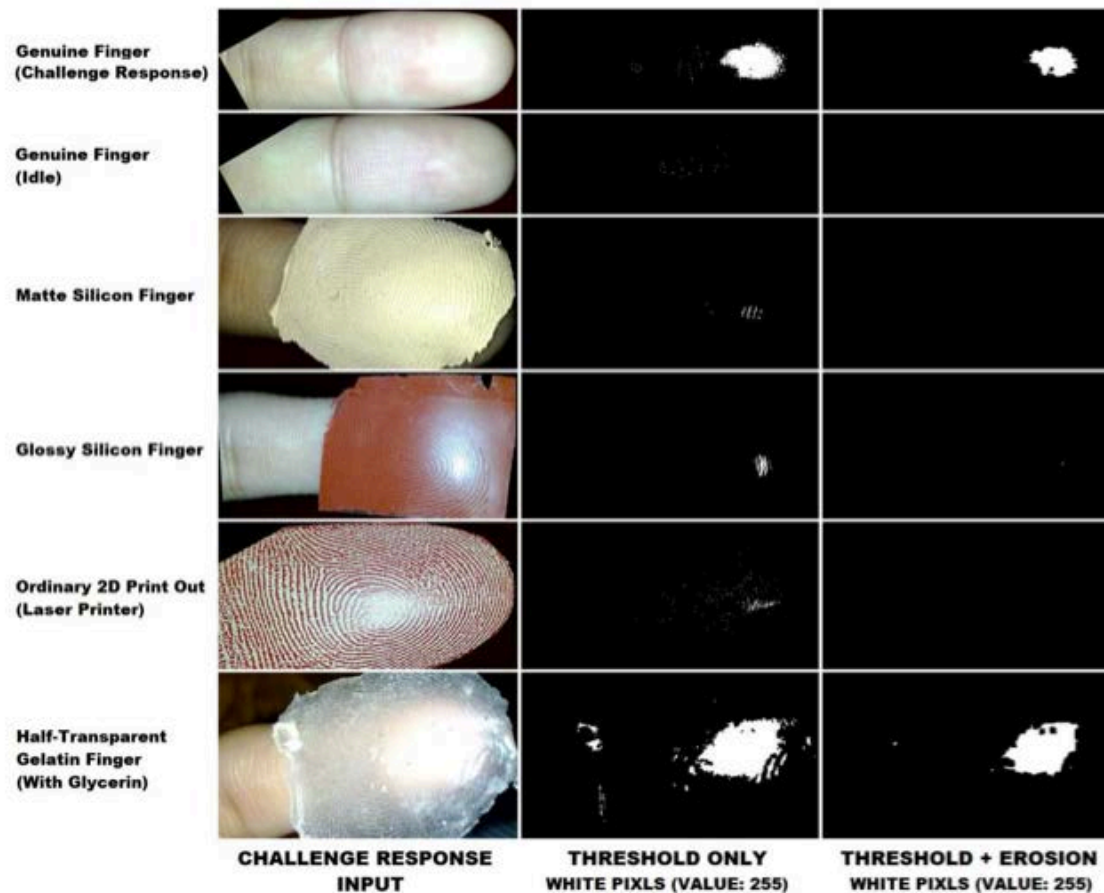 Genuine Finger
(Challenge Response)
Genuine Finger
(Idle)
Matte Silicon Finger
Glossy Silicon Finger
Ordinary 2D Print Out
(Laser Printer)
Half-Transparent
Gelatin Finger
(With Glycerin)
CHALLENGE RESPONSE
INPUT
THRESHOLD ONLY
WHITE PIXLS (VALUE: 255)
THRESHOLD + EROSION
WHITE PIXLS (VALUE: 255)